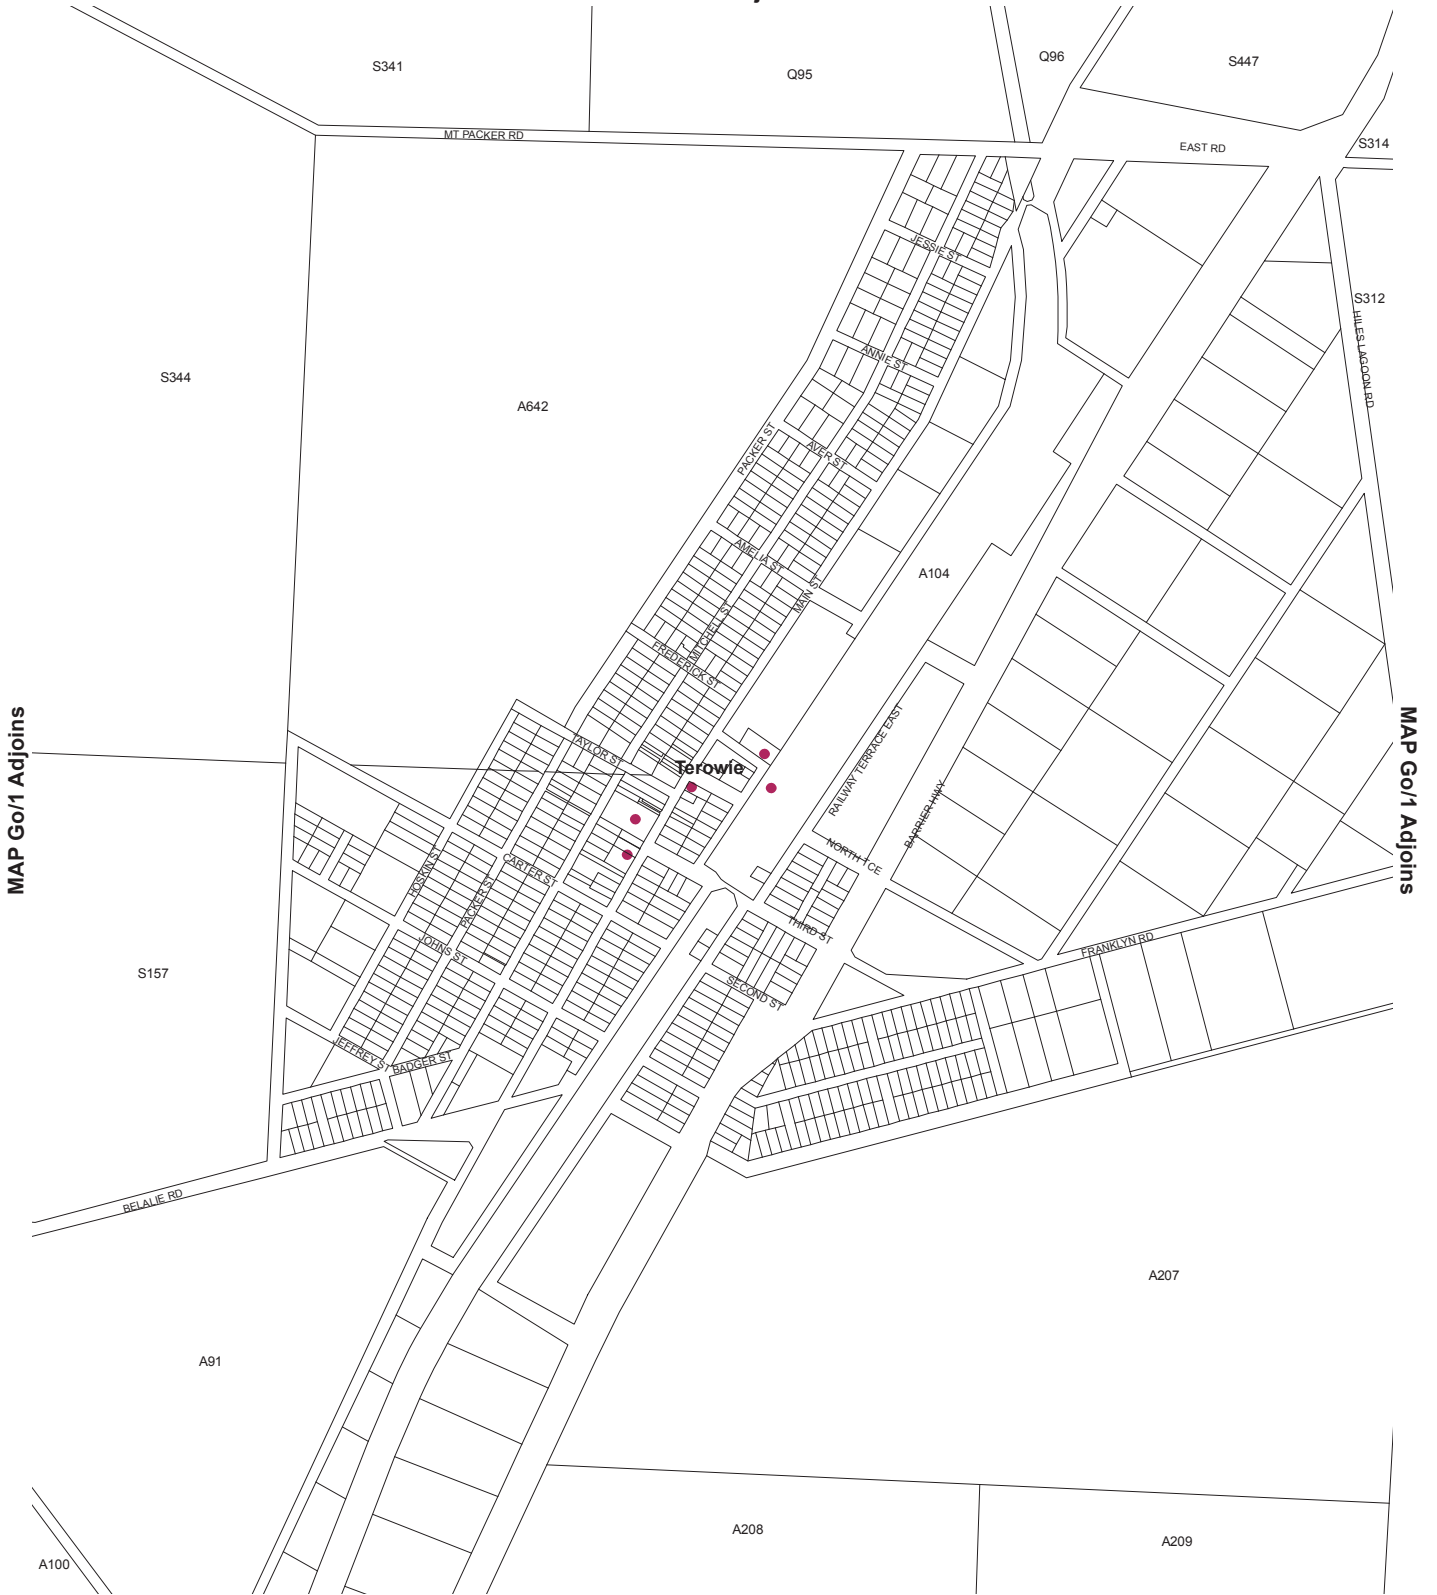 S341
Q95
Q96
S447
MT PACKER RD
EAST RD
S314
JESSIE ST
S312
HILES LAGOON RD
ANNIE ST
S344
A642
PACKER ST
AVER ST
AMELIA ST
A104
MAIN ST
MITCHELL ST
FREDERICK ST
MAP Go/1 Adjoins
MAP Go/1 Adjoins
TAYLOR ST
Terowie
RAILWAY TERRACE EAST
BARRIER HWY
NORTH TCE
HOSKIN ST
CARTER ST
PACKER ST
THIRD ST
JOHNS ST
FRANKLYN RD
S157
SECOND ST
JEFFREY ST
BADGER ST
BELALIE RD
A207
A91
A208
A209
A100